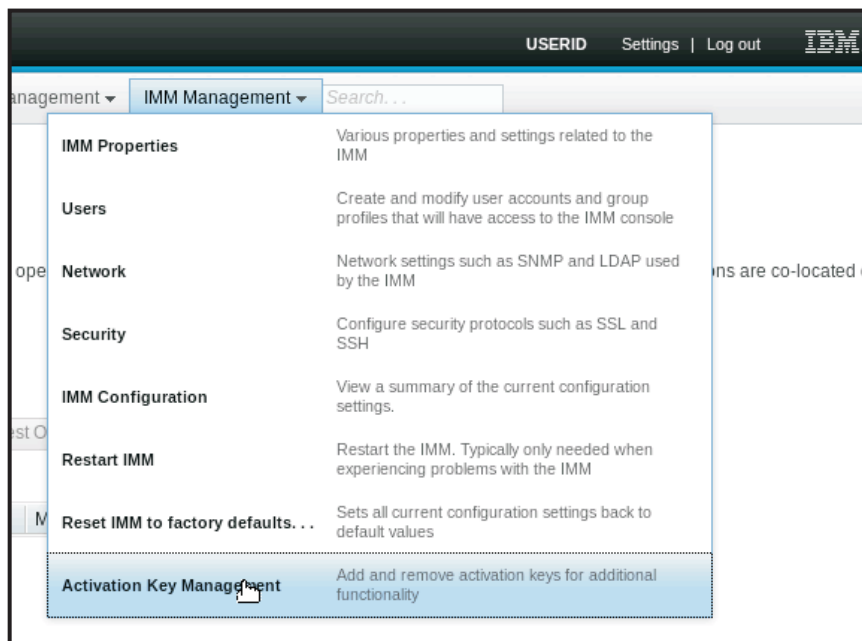 USERID Settings | Log out IBM
anagement IMM Management Search. . .
IMM Properties Various properties and settings related to the
IMM
Users Create and modify user accounts and group
profiles that will have access to the IMM console
ope Network Network settings such as SNMP and LDAP used ons are co-located
by the IMM
Security Configure security protocols such as SSL and
SSH
IMM Configuration View a summary of the current configuration
settings.
est O
Restart IMM Restart the IMM. Typically only needed when
experiencing problems with the IMM
M Reset IMM to factory defaults. . . Sets all current configuration settings back to
default values
Activation Key Management Add and remove activation keys for additional
functionality